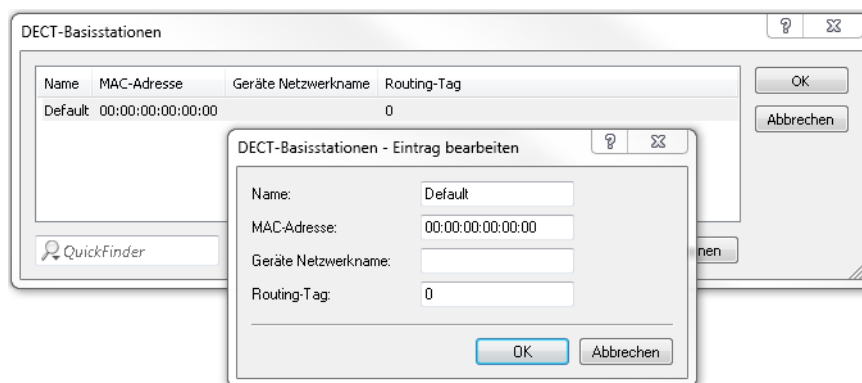 DECT-Basisstationen
Name MAC-Adresse Geräte Netzwerkname Routing-Tag
Default 00:00:00:00:00:00 0
OK
Abbrechen
QuickFinder
nen
DECT-Basisstationen - Eintrag bearbeiten
Name: Default
MAC-Adresse: 00:00:00:00:00:00
Geräte Netzwerkname:
Routing-Tag: 0
OK Abbrechen